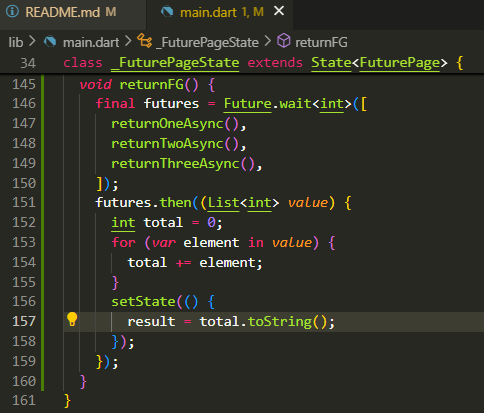 README.md M
main.dart 1, M
lib > main.dart > _FuturePageState > returnFG
34 class _FuturePageState extends State<FuturePage> {
145 void returnFG() {
146 final futures = Future.wait<int>([
147 returnOneAsync(),
148 returnTwoAsync(),
149 returnThreeAsync(),
150 ]);
151 futures.then((List<int> value) {
152 int total = 0;
153 for (var element in value) {
154 total += element;
155 }
156 setState(() {
157 result = total.toString();
158 });
159 });
160 }
161 }